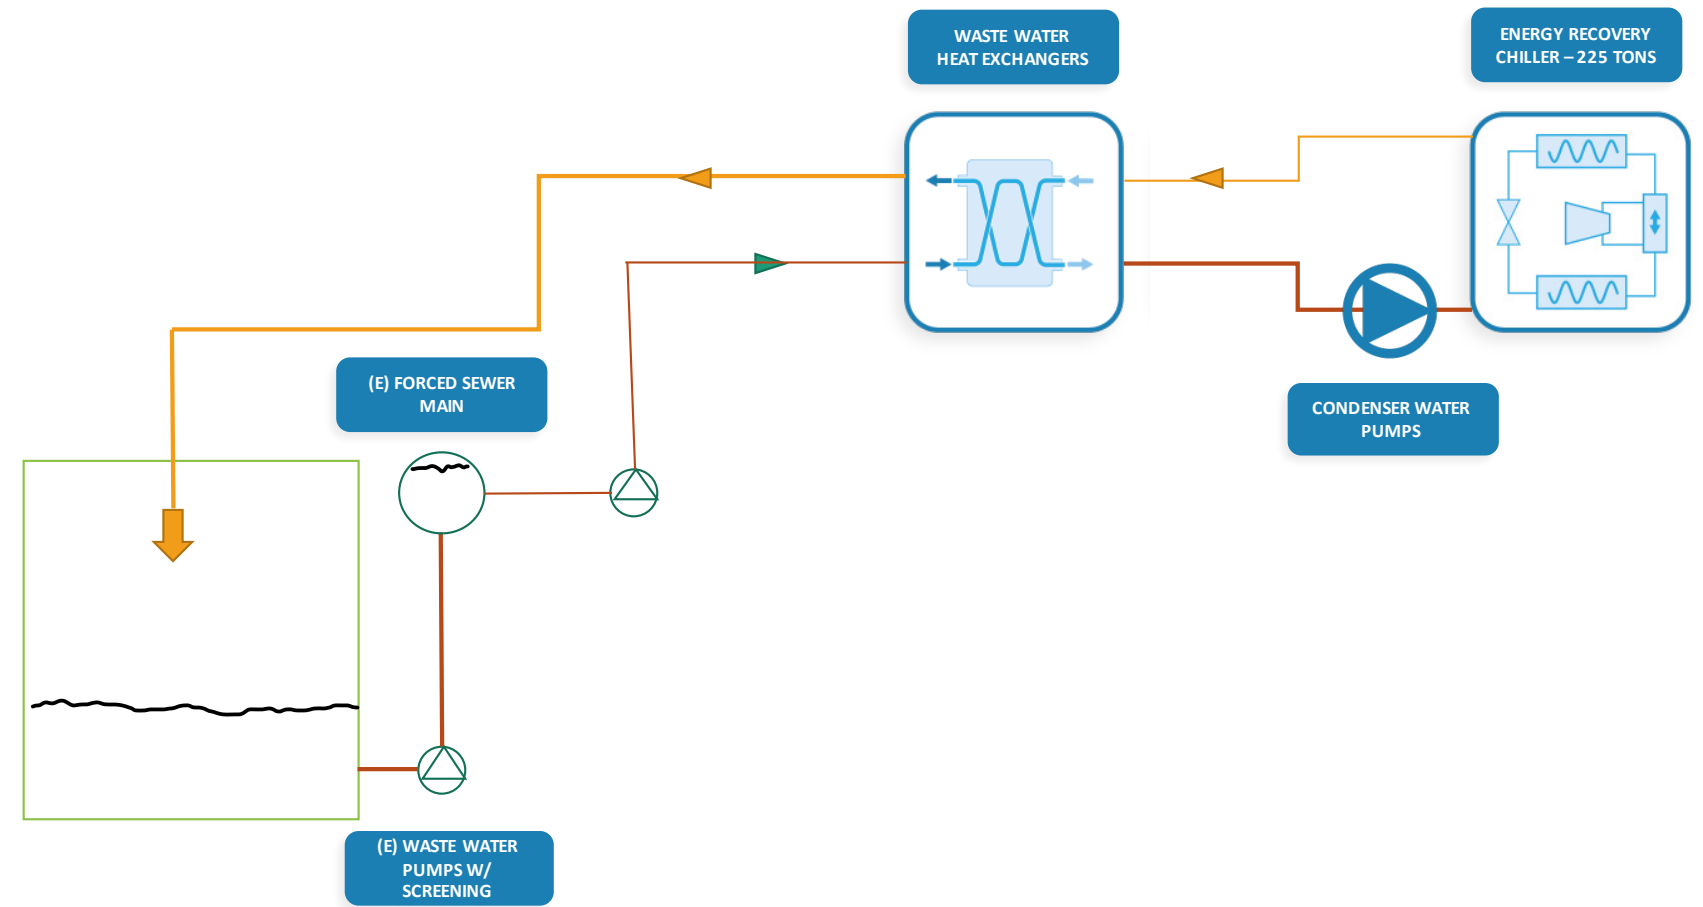 WASTE WATER
HEAT EXCHANGERS
ENERGY RECOVERY
CHILLER – 225 TONS
(E) FORCED SEWER
MAIN
CONDENSER WATER
PUMPS
(E) WASTE WATER
PUMPS W/
SCREENING